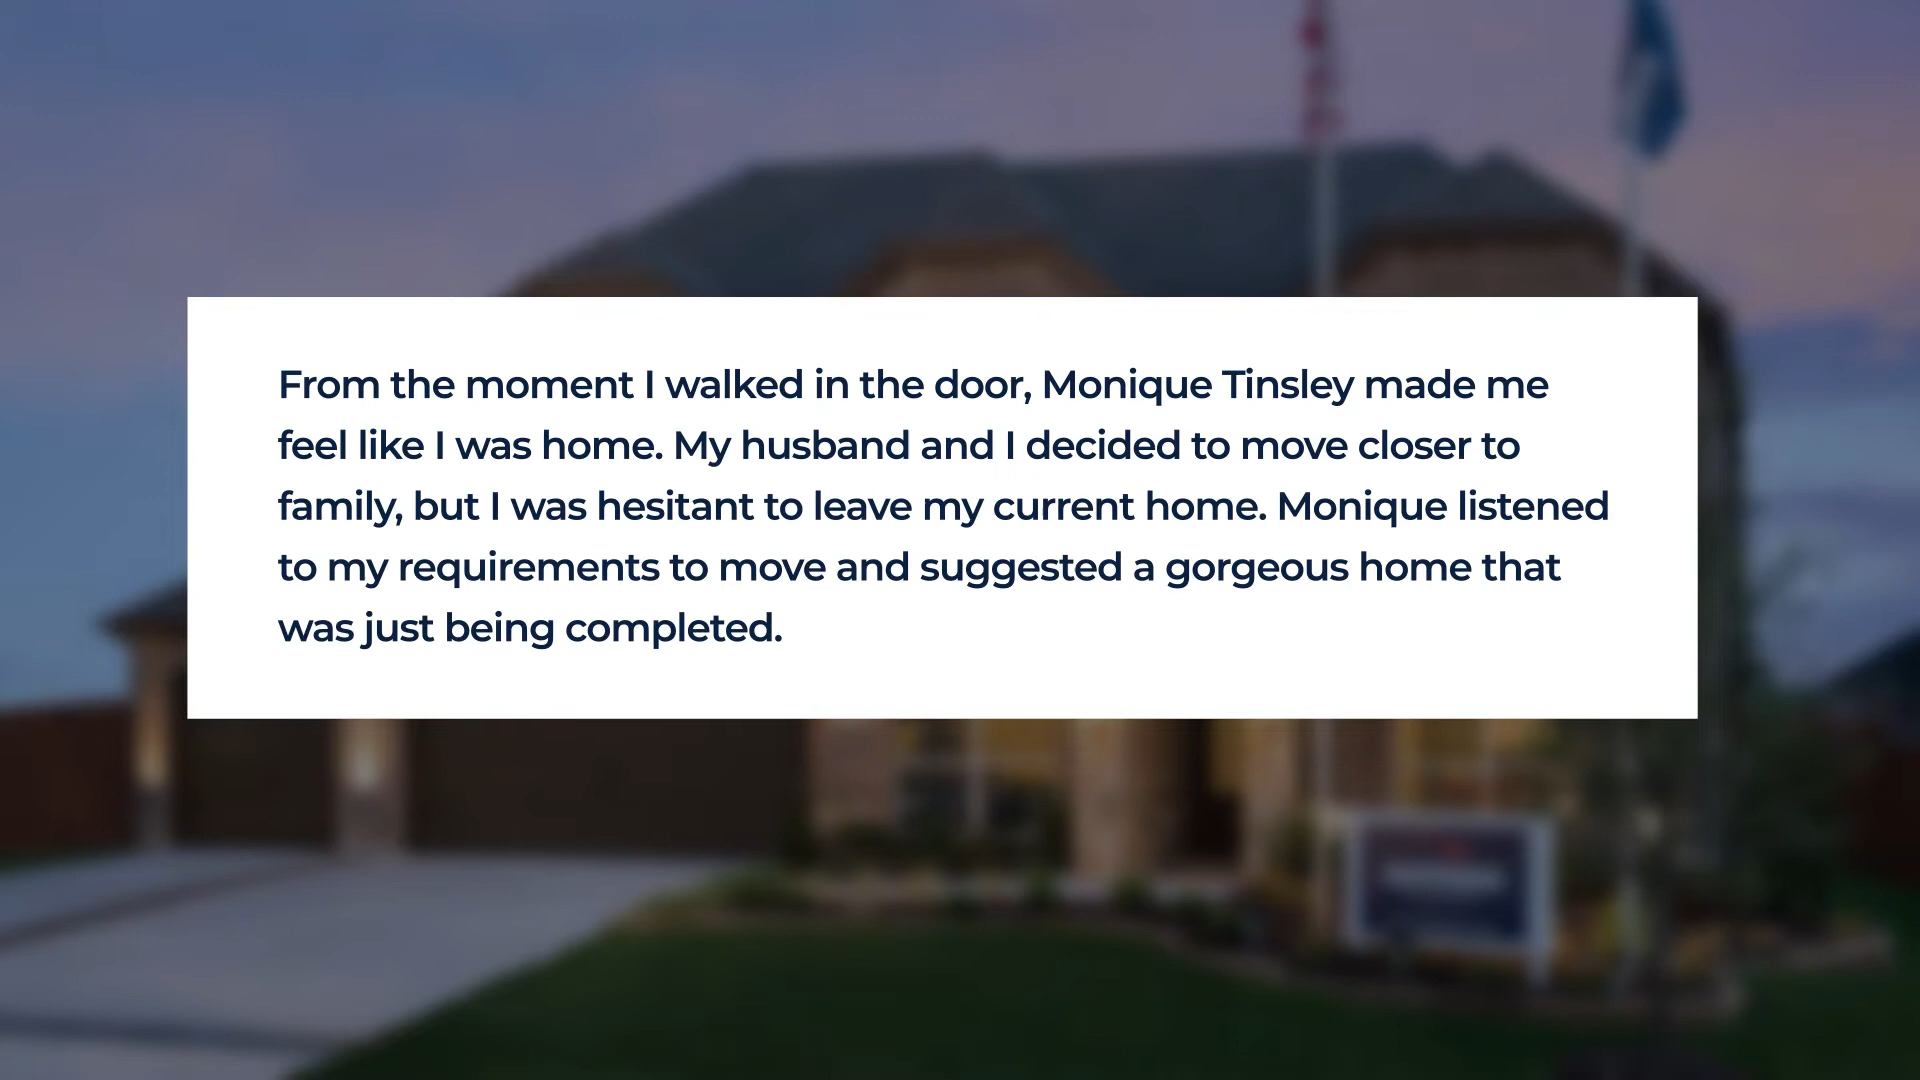 From the moment I walked in the door, Monique Tinsley made me
feel like I was home. My husband and I decided to move closer to
family, but I was hesitant to leave my current home. Monique listened
to my requirements to move and suggested a gorgeous home that
was just being completed.